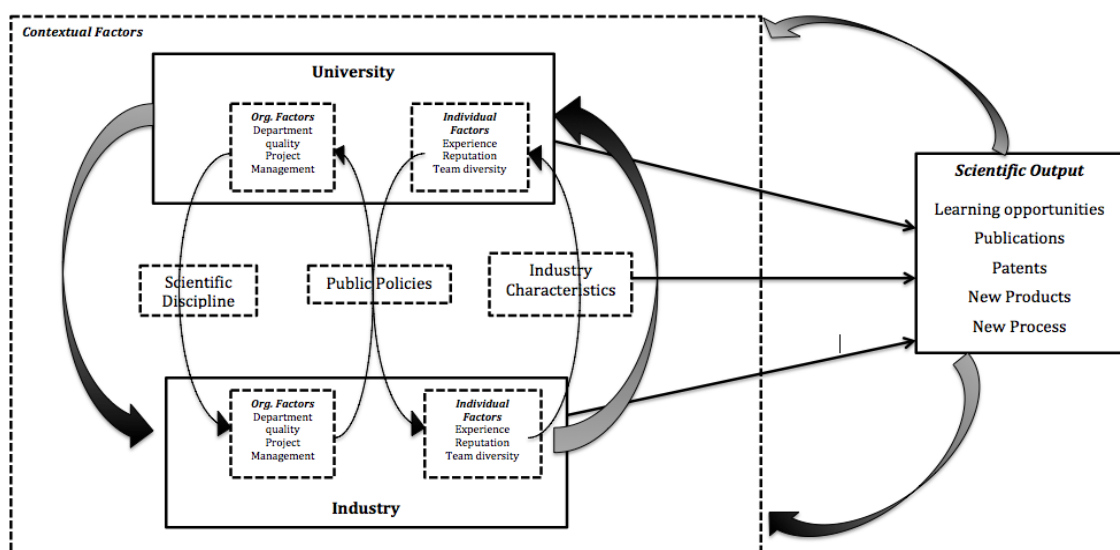 Contextual Factors
University
Org. Factors
Department
quality
Project
Management
Individual
Factors
Experience
Reputation
Team diversity
Scientific
Discipline
Public Policies
Industry
Characteristics
Org. Factors
Department
quality
Project
Management
Individual
Factors
Experience
Reputation
Team diversity
Industry
Scientific Output
Learning opportunities
Publications
Patents
New Products
New Process